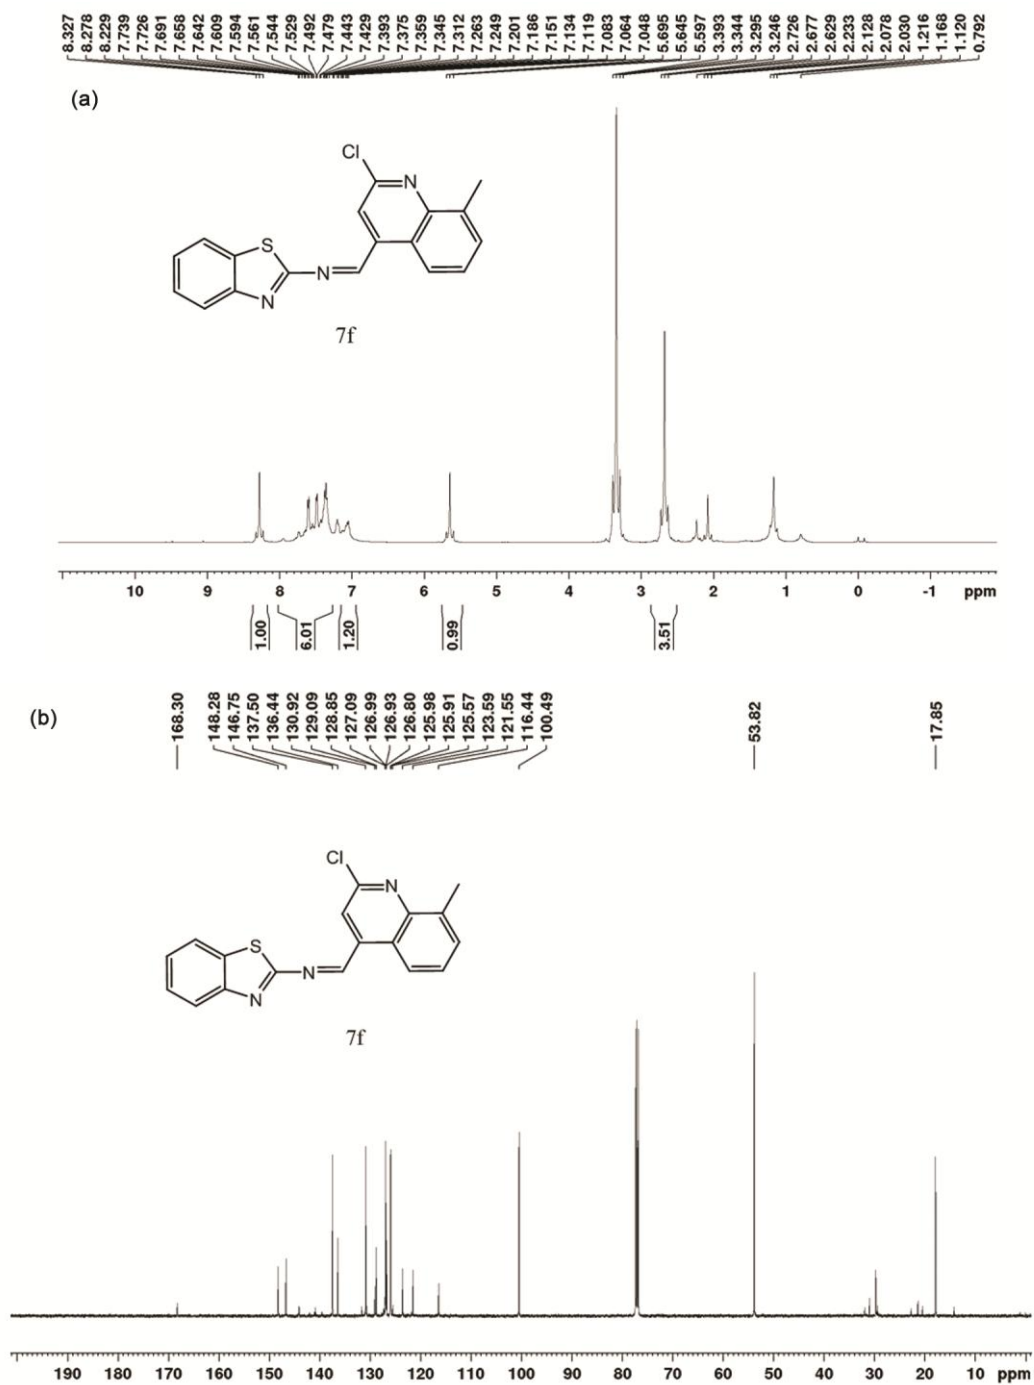 8.327 8.278 8.229 7.739 7.726 7.691 7.658 7.642 7.609 7.594 7.561 7.544 7.529 7.492 7.479 7.443 7.429 7.393 7.375 7.359 7.345 7.312 7.263 7.249 7.201 7.186 7.151 7.134 7.119 7.083 7.064 7.048 5.695 5.645 5.597 3.393 3.344 3.295 3.246 2.726 2.677 2.629 2.233 2.128 2.078 2.030 1.216 1.168 1.120 0.792
(a)
Cl
N
S
N
N
7f
10 9 8 7 6 5 4 3 2 1 0 -1 ppm
1.00 6.01 1.20 0.99 3.51
(b)
168.30 148.28 146.75 137.50 136.44 130.92 129.09 128.85 127.09 126.99 126.93 126.80 125.98 125.91 125.57 123.59 121.55 116.44 100.49 53.82 17.85
Cl
N
S
N
N
7f
190 180 170 160 150 140 130 120 110 100 90 80 70 60 50 40 30 20 10 ppm